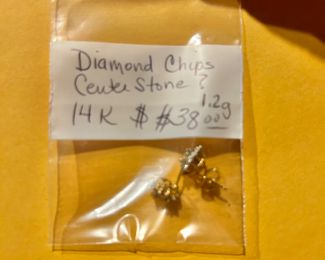 Diamond Chips
Center Stone ?
14K $ $38.00 1.2g